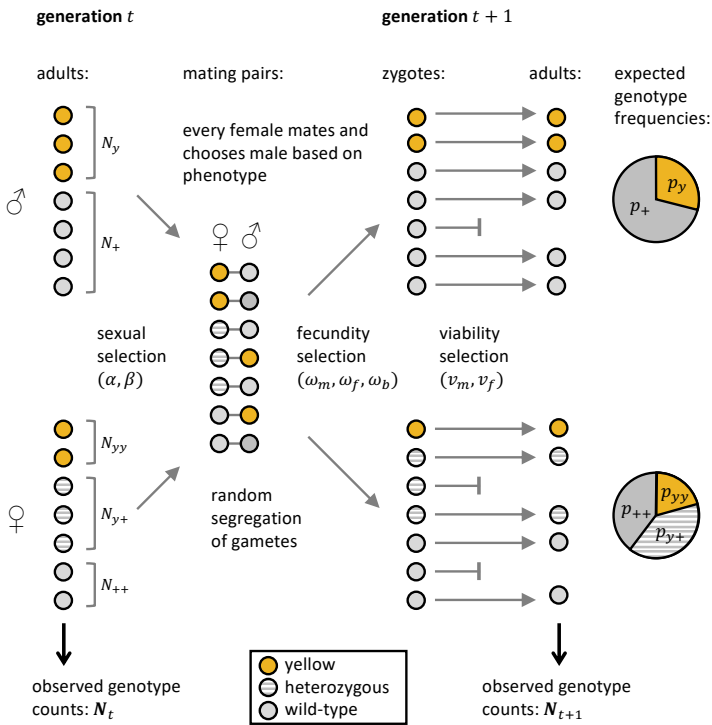 generation t
generation t + 1
adults:
mating pairs:
zygotes:
adults:
expected
genotype
frequencies:
N_y
every female mates and
chooses male based on
phenotype
p_y
p_+
♂
N_+
♀ ♂
sexual
selection
(α, β)
fecundity
selection
(ω_m, ω_f, ω_b)
viability
selection
(v_m, v_f)
N_yy
♀
N_y+
N_++
random
segregation
of gametes
p_++
p_yy
p_y+
observed genotype
counts: N_t
yellow
heterozygous
wild-type
observed genotype
counts: N_t+1